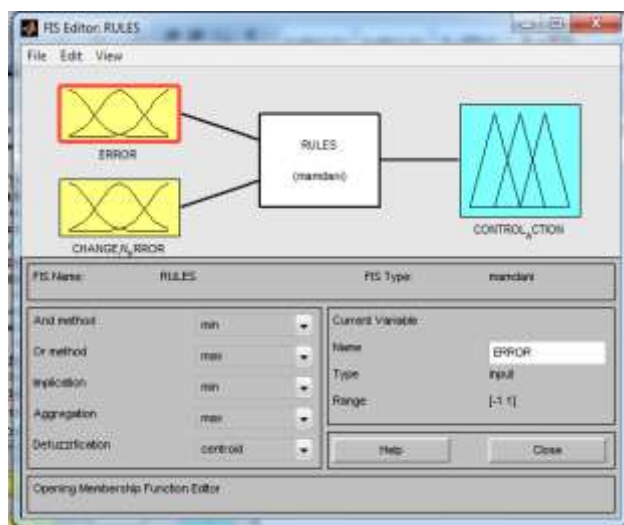 FIS Editor: RULES
File Edit View
ERROR
RULES
(mamdani)
CHANGE_IN_ERROR
CONTROL_ACTION
FIS Name: RULES FIS Type: mamdani
And method min
Or method max
Implication min
Aggregation max
Defuzzification centroid
Current Variable
Name ERROR
Type input
Range [-1 1]
Help Close
Opening Membership Function Editor